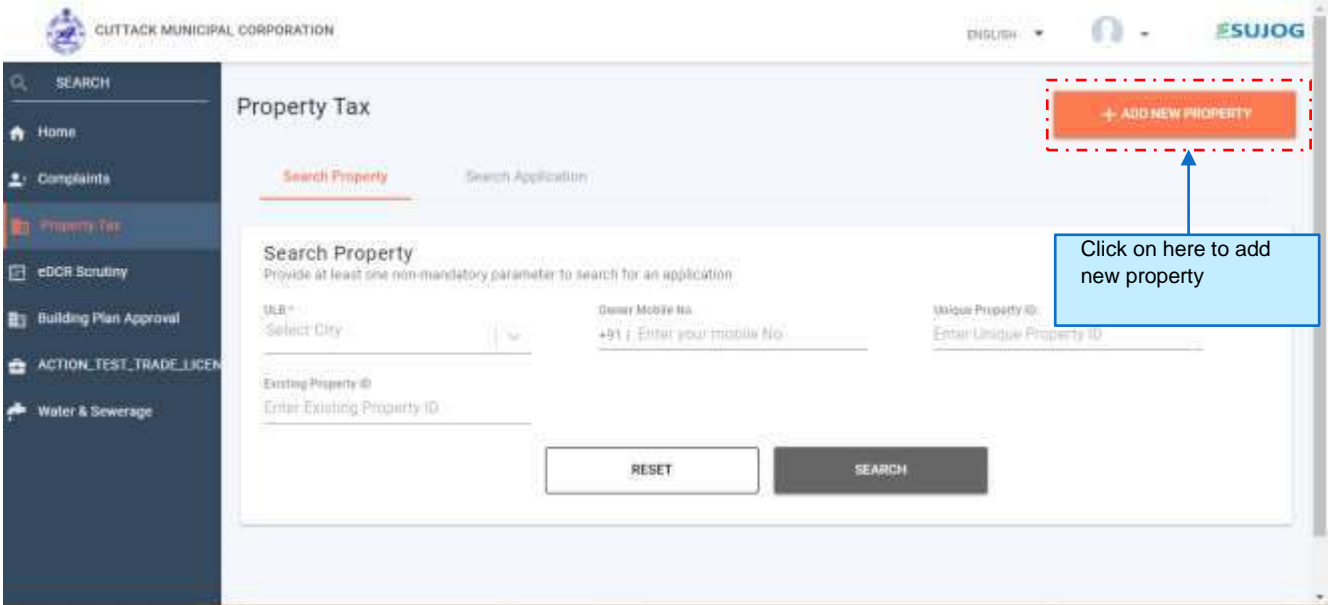 CUTTACK MUNICIPAL CORPORATION
ENGLISH
ESUJOG
SEARCH
Home
Complaints
Property Tax
eDCR Scrutiny
Building Plan Approval
ACTION_TEST_TRADE_LICEN
Water & Sewerage
Property Tax
+ ADD NEW PROPERTY
Search Property
Search Application
Click on here to add
new property
Search Property
Provide at least one non-mandatory parameter to search for an application
ULB *
Select City
Owner Mobile No.
+91 | Enter your mobile No.
Unique Property ID
Enter Unique Property ID
Existing Property ID
Enter Existing Property ID
RESET
SEARCH